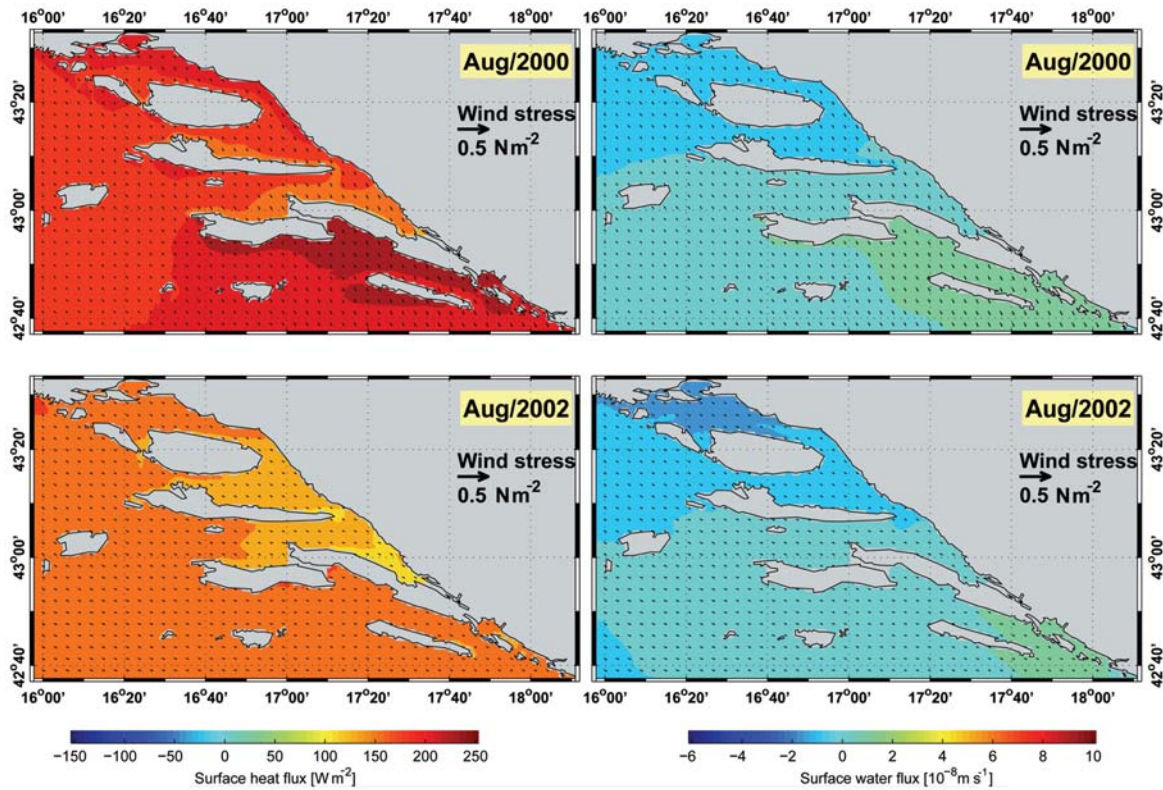 16°00' 16°20' 16°40' 17°00' 17°20' 17°40' 18°00' 16°00' 16°20' 16°40' 17°00' 17°20' 17°40' 18°00'
Aug/2000
Wind stress
0.5 Nm⁻²
Aug/2000
Wind stress
0.5 Nm⁻²
43°20'
43°00'
42°40'
43°20'
43°00'
42°40'
Aug/2002
Wind stress
0.5 Nm⁻²
Aug/2002
Wind stress
0.5 Nm⁻²
43°20'
43°00'
42°40'
43°20'
43°00'
42°40'
16°00' 16°20' 16°40' 17°00' 17°20' 17°40' 18°00' 16°00' 16°20' 16°40' 17°00' 17°20' 17°40' 18°00'
−150 −100 −50 0 50 100 150 200 250
Surface heat flux [W m⁻²]
−6 −4 −2 0 2 4 6 8 10
Surface water flux [10⁻⁸ m s⁻¹]